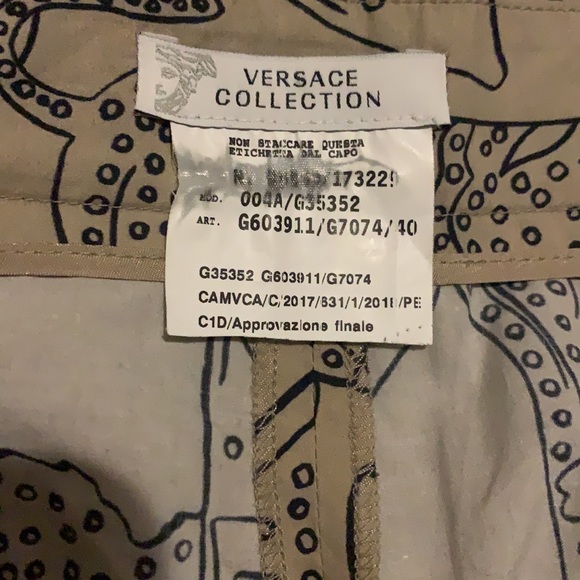 VERSACE
COLLECTION
NON STACCARE QUESTA
ETICHETTA DAL CAPO
N. /173229
MOD. 004A/G35352
ART. G603911/G7074/40
G35352 G603911/G7074
CAMVCA/C/2017/631/1/2018/PE
C1D/Approvazione finale